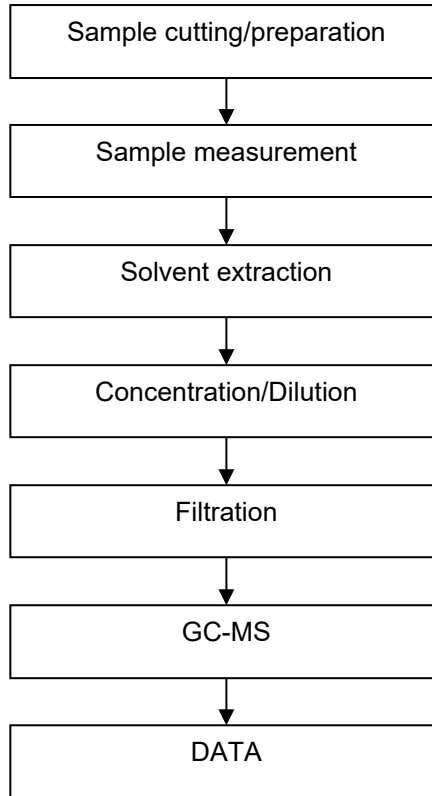 Sample cutting/preparation
Sample measurement
Solvent extraction
Concentration/Dilution
Filtration
GC-MS
DATA